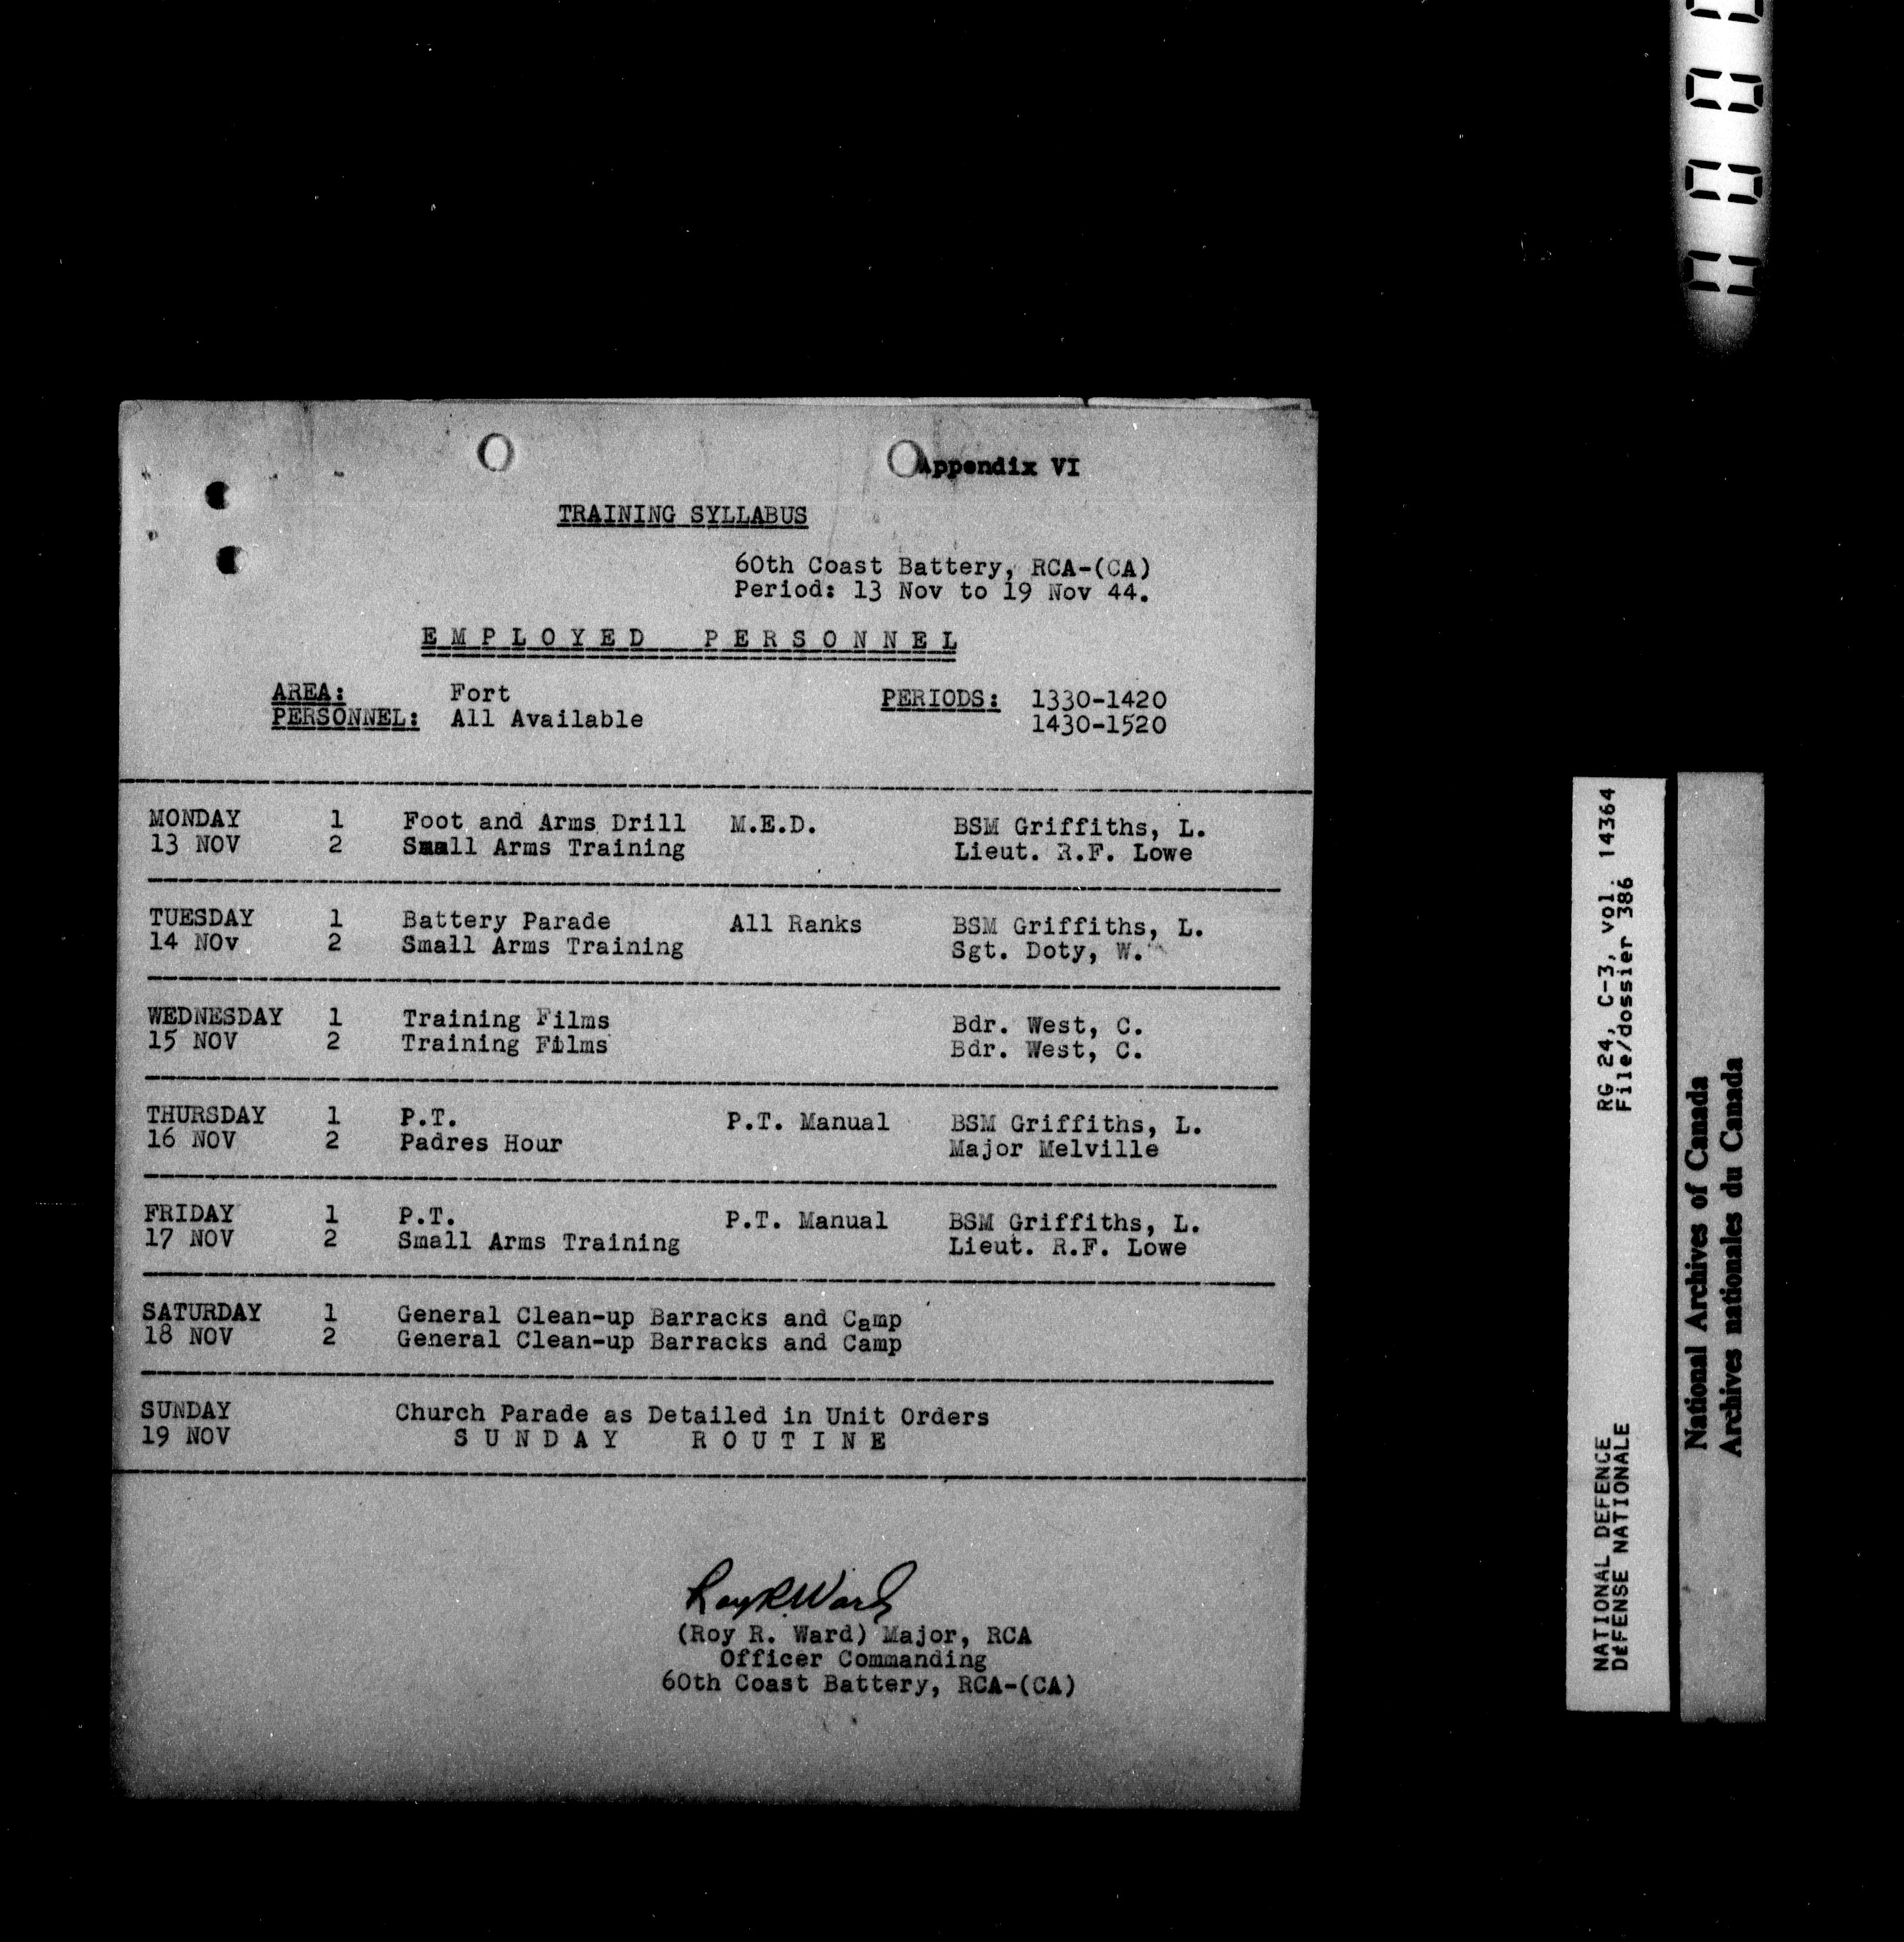 Appendix VI
TRAINING SYLLABUS
60th Coast Battery, RCA-(CA)
Period: 13 Nov to 19 Nov 44.
EMPLOYED PERSONNEL
AREA: Fort PERIODS: 1330-1420
PERSONNEL: All Available 1430-1520
MONDAY 1 Foot and Arms Drill M.E.D. BSM Griffiths, L.
13 NOV 2 Small Arms Training Lieut. R.F. Lowe
TUESDAY 1 Battery Parade All Ranks BSM Griffiths, L.
14 NOv 2 Small Arms Training Sgt. Doty, W.
WEDNESDAY 1 Training Films Bdr. West, C.
15 NOV 2 Training Films Bdr. West, C.
THURSDAY 1 P.T. P.T. Manual BSM Griffiths, L.
16 NOV 2 Padres Hour Major Melville
FRIDAY 1 P.T. P.T. Manual BSM Griffiths, L.
17 NOV 2 Small Arms Training Lieut. R.F. Lowe
SATURDAY 1 General Clean-up Barracks and Camp
18 NOV 2 General Clean-up Barracks and Camp
SUNDAY Church Parade as Detailed in Unit Orders
19 NOV SUNDAY ROUTINE
Roy R. Ward
(Roy R. Ward) Major, RCA
Officer Commanding
60th Coast Battery, RCA-(CA)
NATIONAL DEFENCE RG 24, C-3, vol. 14364
DEFENSE NATIONALE File/dossier 386
National Archives of Canada
Archives nationales du Canada